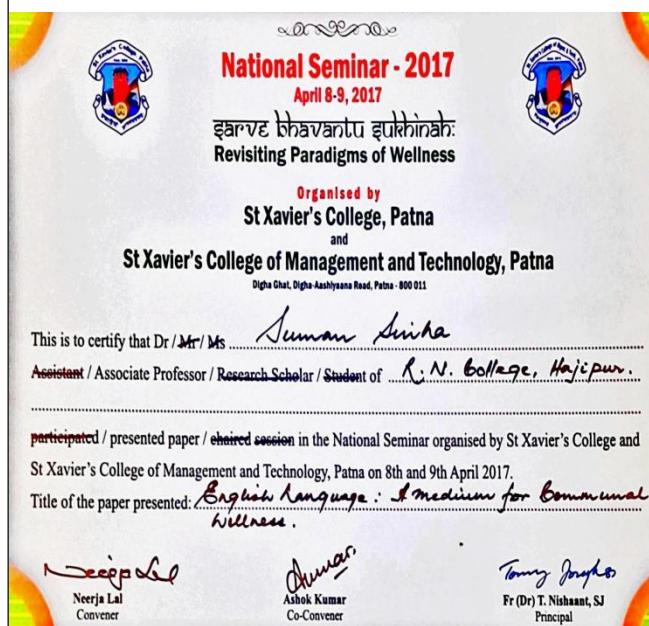 National Seminar - 2017
April 8-9, 2017
sarve bhavantu sukhinah:
Revisiting Paradigms of Wellness
Organised by
St Xavier's College, Patna
and
St Xavier's College of Management and Technology, Patna
Digha Ghat, Digha-Aashiyaana Road, Patna - 800 011
This is to certify that Dr / Mr / Ms Suman Sinha
Assistant / Associate Professor / Research Scholar / Student of R.N. College, Hajipur.
participated / presented paper / chaired session in the National Seminar organised by St Xavier's College and
St Xavier's College of Management and Technology, Patna on 8th and 9th April 2017.
Title of the paper presented: English Language: A medium for Communal
Wellness.
Neerja Lal
Kumar
Neerja Lal
Ashok Kumar
Fr (Dr) T. Nishaant, SJ
Convener
Co-Convener
Principal